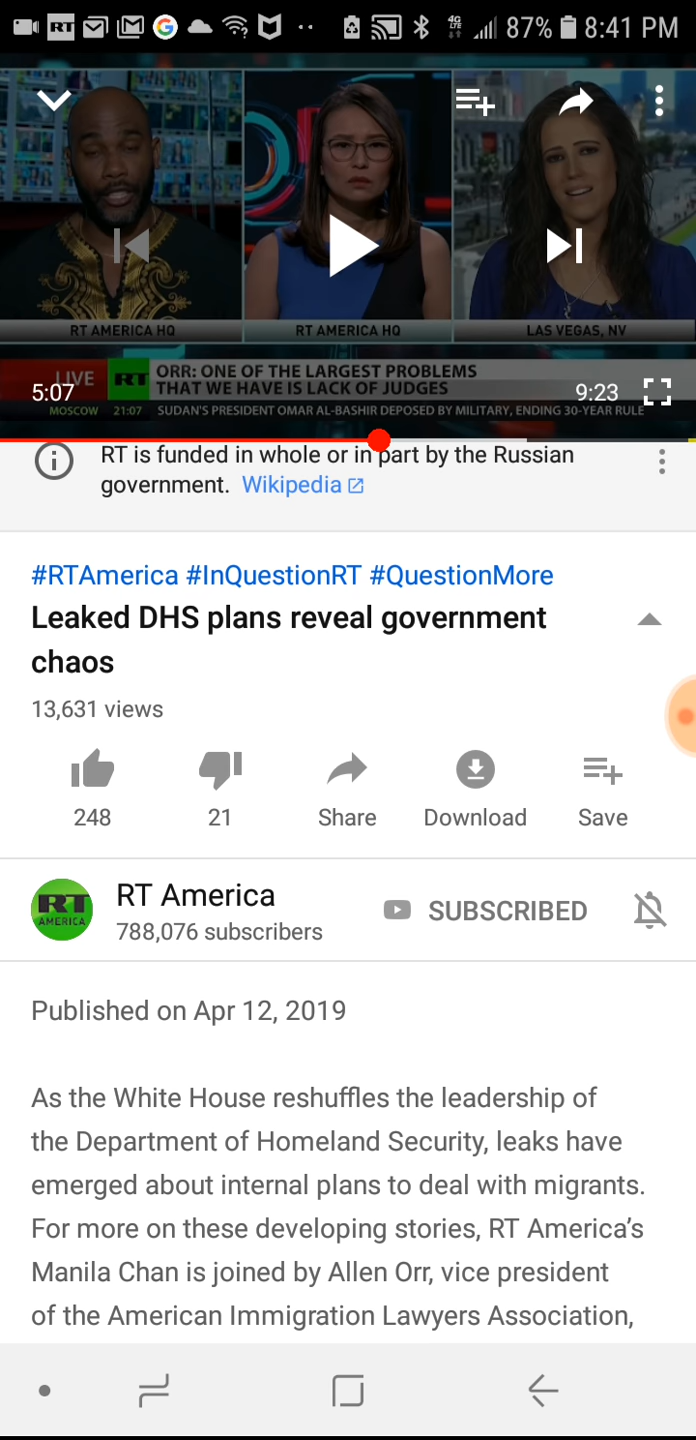 RT 4G LTE 87% 8:41 PM
RT AMERICA HQ RT AMERICA HQ LAS VEGAS, NV
LIVE RT ORR: ONE OF THE LARGEST PROBLEMS
THAT WE HAVE IS LACK OF JUDGES
5:07 9:23
MOSCOW 21:07 SUDAN'S PRESIDENT OMAR AL-BASHIR DEPOSED BY MILITARY, ENDING 30-YEAR RULE
RT is funded in whole or in part by the Russian
government. Wikipedia
#RTAmerica #InQuestionRT #QuestionMore
Leaked DHS plans reveal government
chaos
13,631 views
248 21 Share Download Save
RT AMERICA
RT America
788,076 subscribers
SUBSCRIBED
Published on Apr 12, 2019
As the White House reshuffles the leadership of
the Department of Homeland Security, leaks have
emerged about internal plans to deal with migrants.
For more on these developing stories, RT America’s
Manila Chan is joined by Allen Orr, vice president
of the American Immigration Lawyers Association,